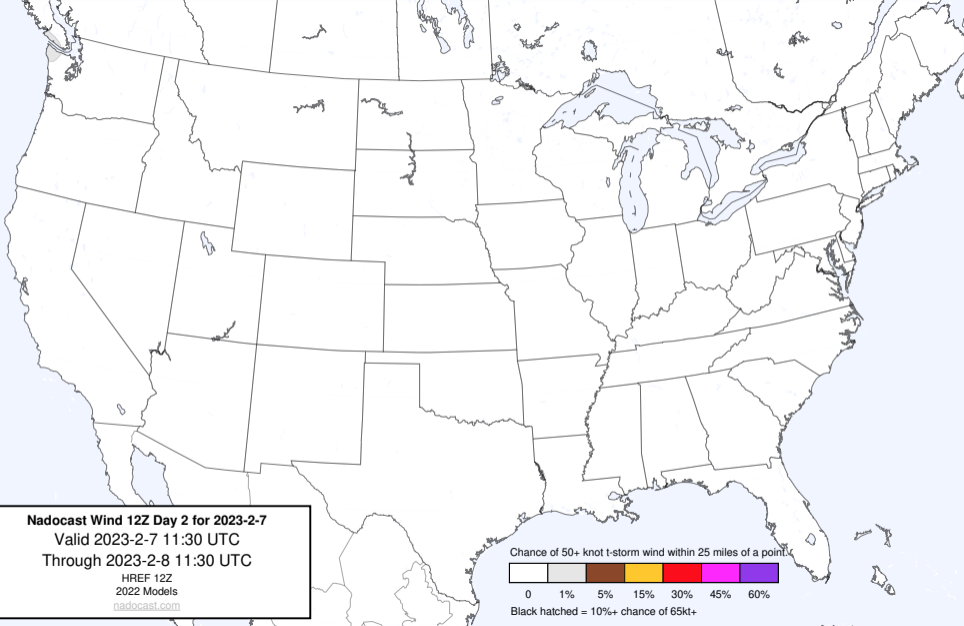 Nadocast Wind 12Z Day 2 for 2023-2-7
Valid 2023-2-7 11:30 UTC
Through 2023-2-8 11:30 UTC
HREF 12Z
2022 Models
nadocast.com
Chance of 50+ knot t-storm wind within 25 miles of a point.
0 1% 5% 15% 30% 45% 60%
Black hatched = 10%+ chance of 65kt+